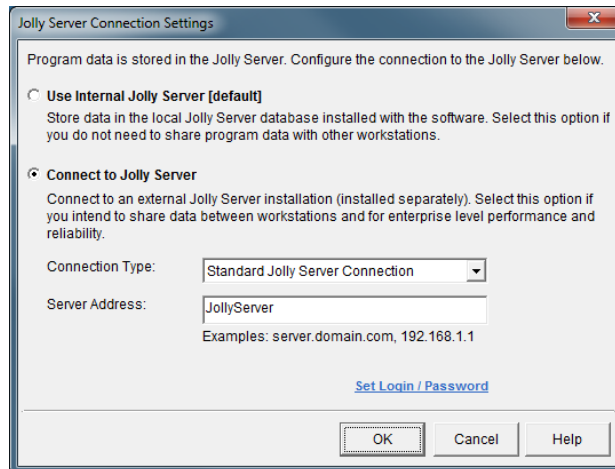 Jolly Server Connection Settings
Program data is stored in the Jolly Server. Configure the connection to the Jolly Server below.
Use Internal Jolly Server [default]
Store data in the local Jolly Server database installed with the software. Select this option if
you do not need to share program data with other workstations.
Connect to Jolly Server
Connect to an external Jolly Server installation (installed separately). Select this option if
you intend to share data between workstations and for enterprise level performance and
reliability.
Connection Type: Standard Jolly Server Connection
Server Address: JollyServer
Examples: server.domain.com, 192.168.1.1
Set Login / Password
OK Cancel Help